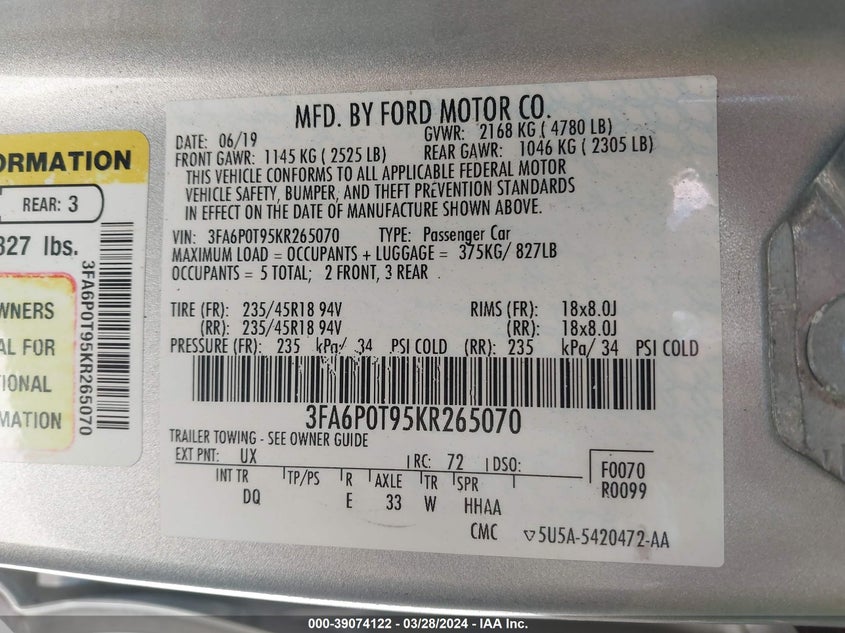 MFD. BY FORD MOTOR CO.
DATE: 06/19 GVWR: 2168 KG ( 4780 LB)
FRONT GAWR: 1145 KG ( 2525 LB) REAR GAWR: 1046 KG ( 2305 LB)
THIS VEHICLE CONFORMS TO ALL APPLICABLE FEDERAL MOTOR
VEHICLE SAFETY, BUMPER, AND THEFT PREVENTION STANDARDS
IN EFFECT ON THE DATE OF MANUFACTURE SHOWN ABOVE.
VIN: 3FA6P0T95KR265070 TYPE: Passenger Car
MAXIMUM LOAD = OCCUPANTS + LUGGAGE = 375KG/ 827LB
OCCUPANTS = 5 TOTAL; 2 FRONT, 3 REAR
TIRE (FR): 235/45R18 94V RIMS (FR): 18x8.0J
(RR): 235/45R18 94V (RR): 18x8.0J
PRESSURE (FR): 235 kPa/ 34 PSI COLD (RR): 235 kPa/ 34 PSI COLD
3FA6P0T95KR265070
TRAILER TOWING - SEE OWNER GUIDE
EXT PNT: UX RC: 72 DSO: F0070
R0099
INT TR TP/PS R AXLE TR SPR
DQ E 33 W HHAA
CMC 5U5A-5420472-AA
ORMATION
REAR: 3
827 lbs.
WNERS
AL FOR
IONAL
MATION
3FA6P0T95KR265070
000-39074122 - 03/28/2024 - IAA Inc.